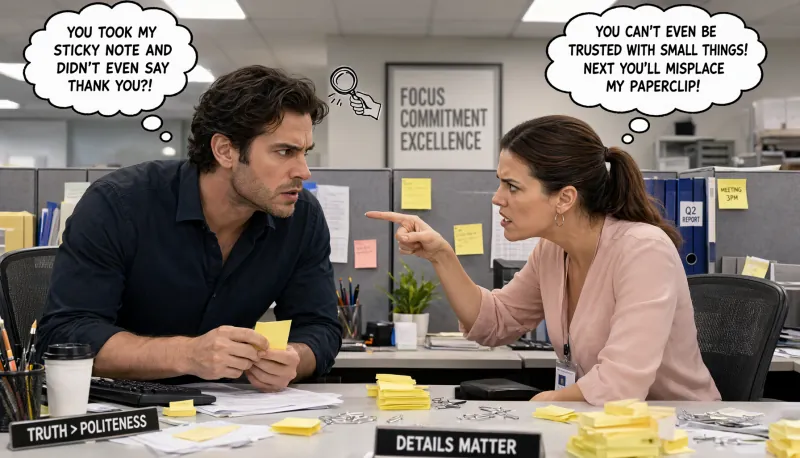 YOU TOOK MY
STICKY NOTE AND
DIDN'T EVEN SAY
THANK YOU?!
YOU CAN'T EVEN BE
TRUSTED WITH SMALL THINGS!
NEXT YOU'LL MISPLACE
MY PAPERCLIP!
FOCUS
COMMITMENT
EXCELLENCE
MEETING
3PM
Q2
REPORT
TRUTH > POLITENESS
DETAILS MATTER